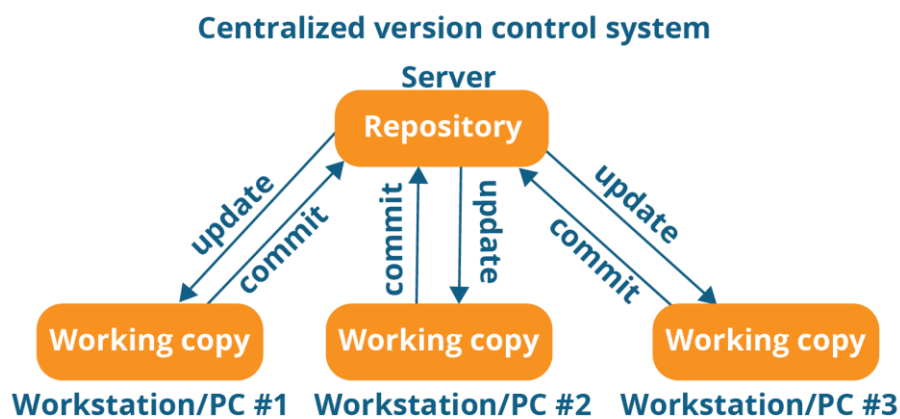 Centralized version control system
Server
Repository
update
commit
commit
update
update
commit
Working copy
Working copy
Working copy
Workstation/PC #1
Workstation/PC #2
Workstation/PC #3